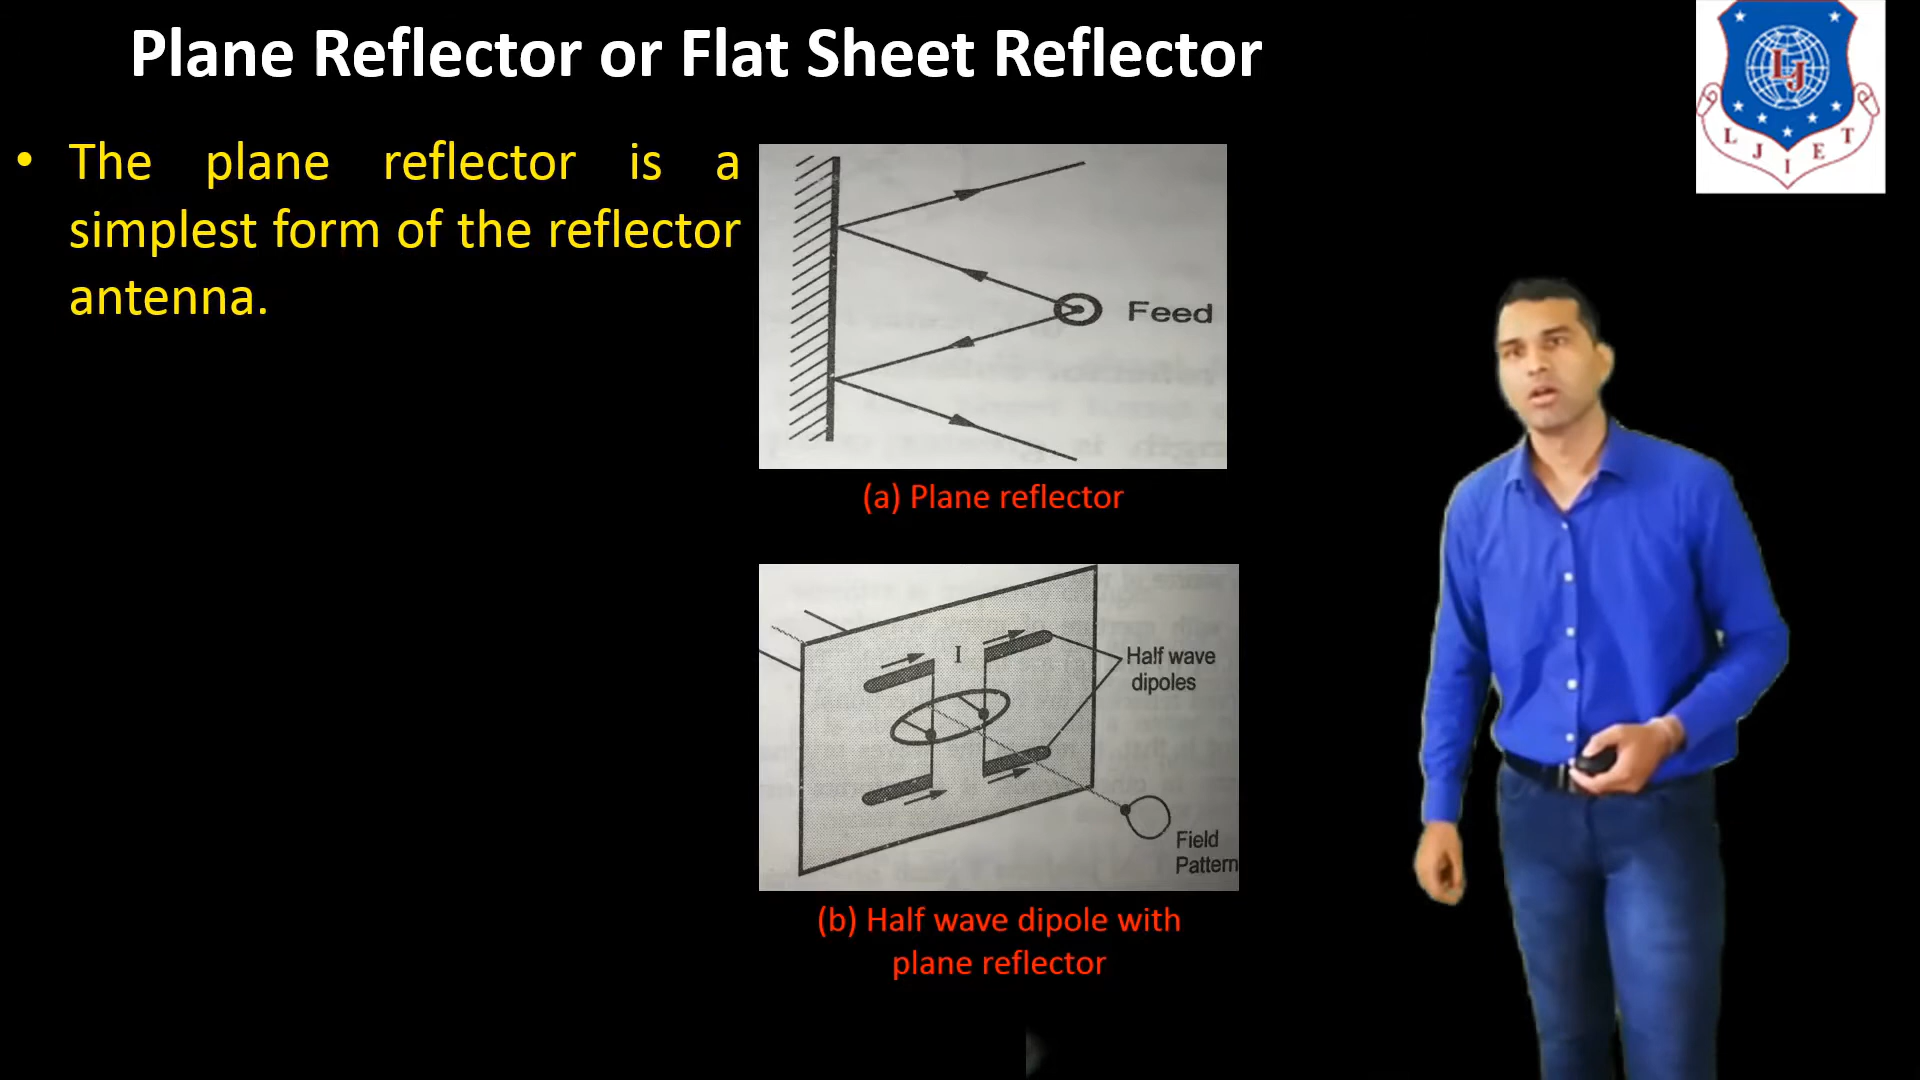 Plane Reflector or Flat Sheet Reflector
• The plane reflector is a
simplest form of the reflector
antenna.
Feed
(a) Plane reflector
I
Half wave
dipoles
Field
Pattern
(b) Half wave dipole with
plane reflector
LJ
L J I E T